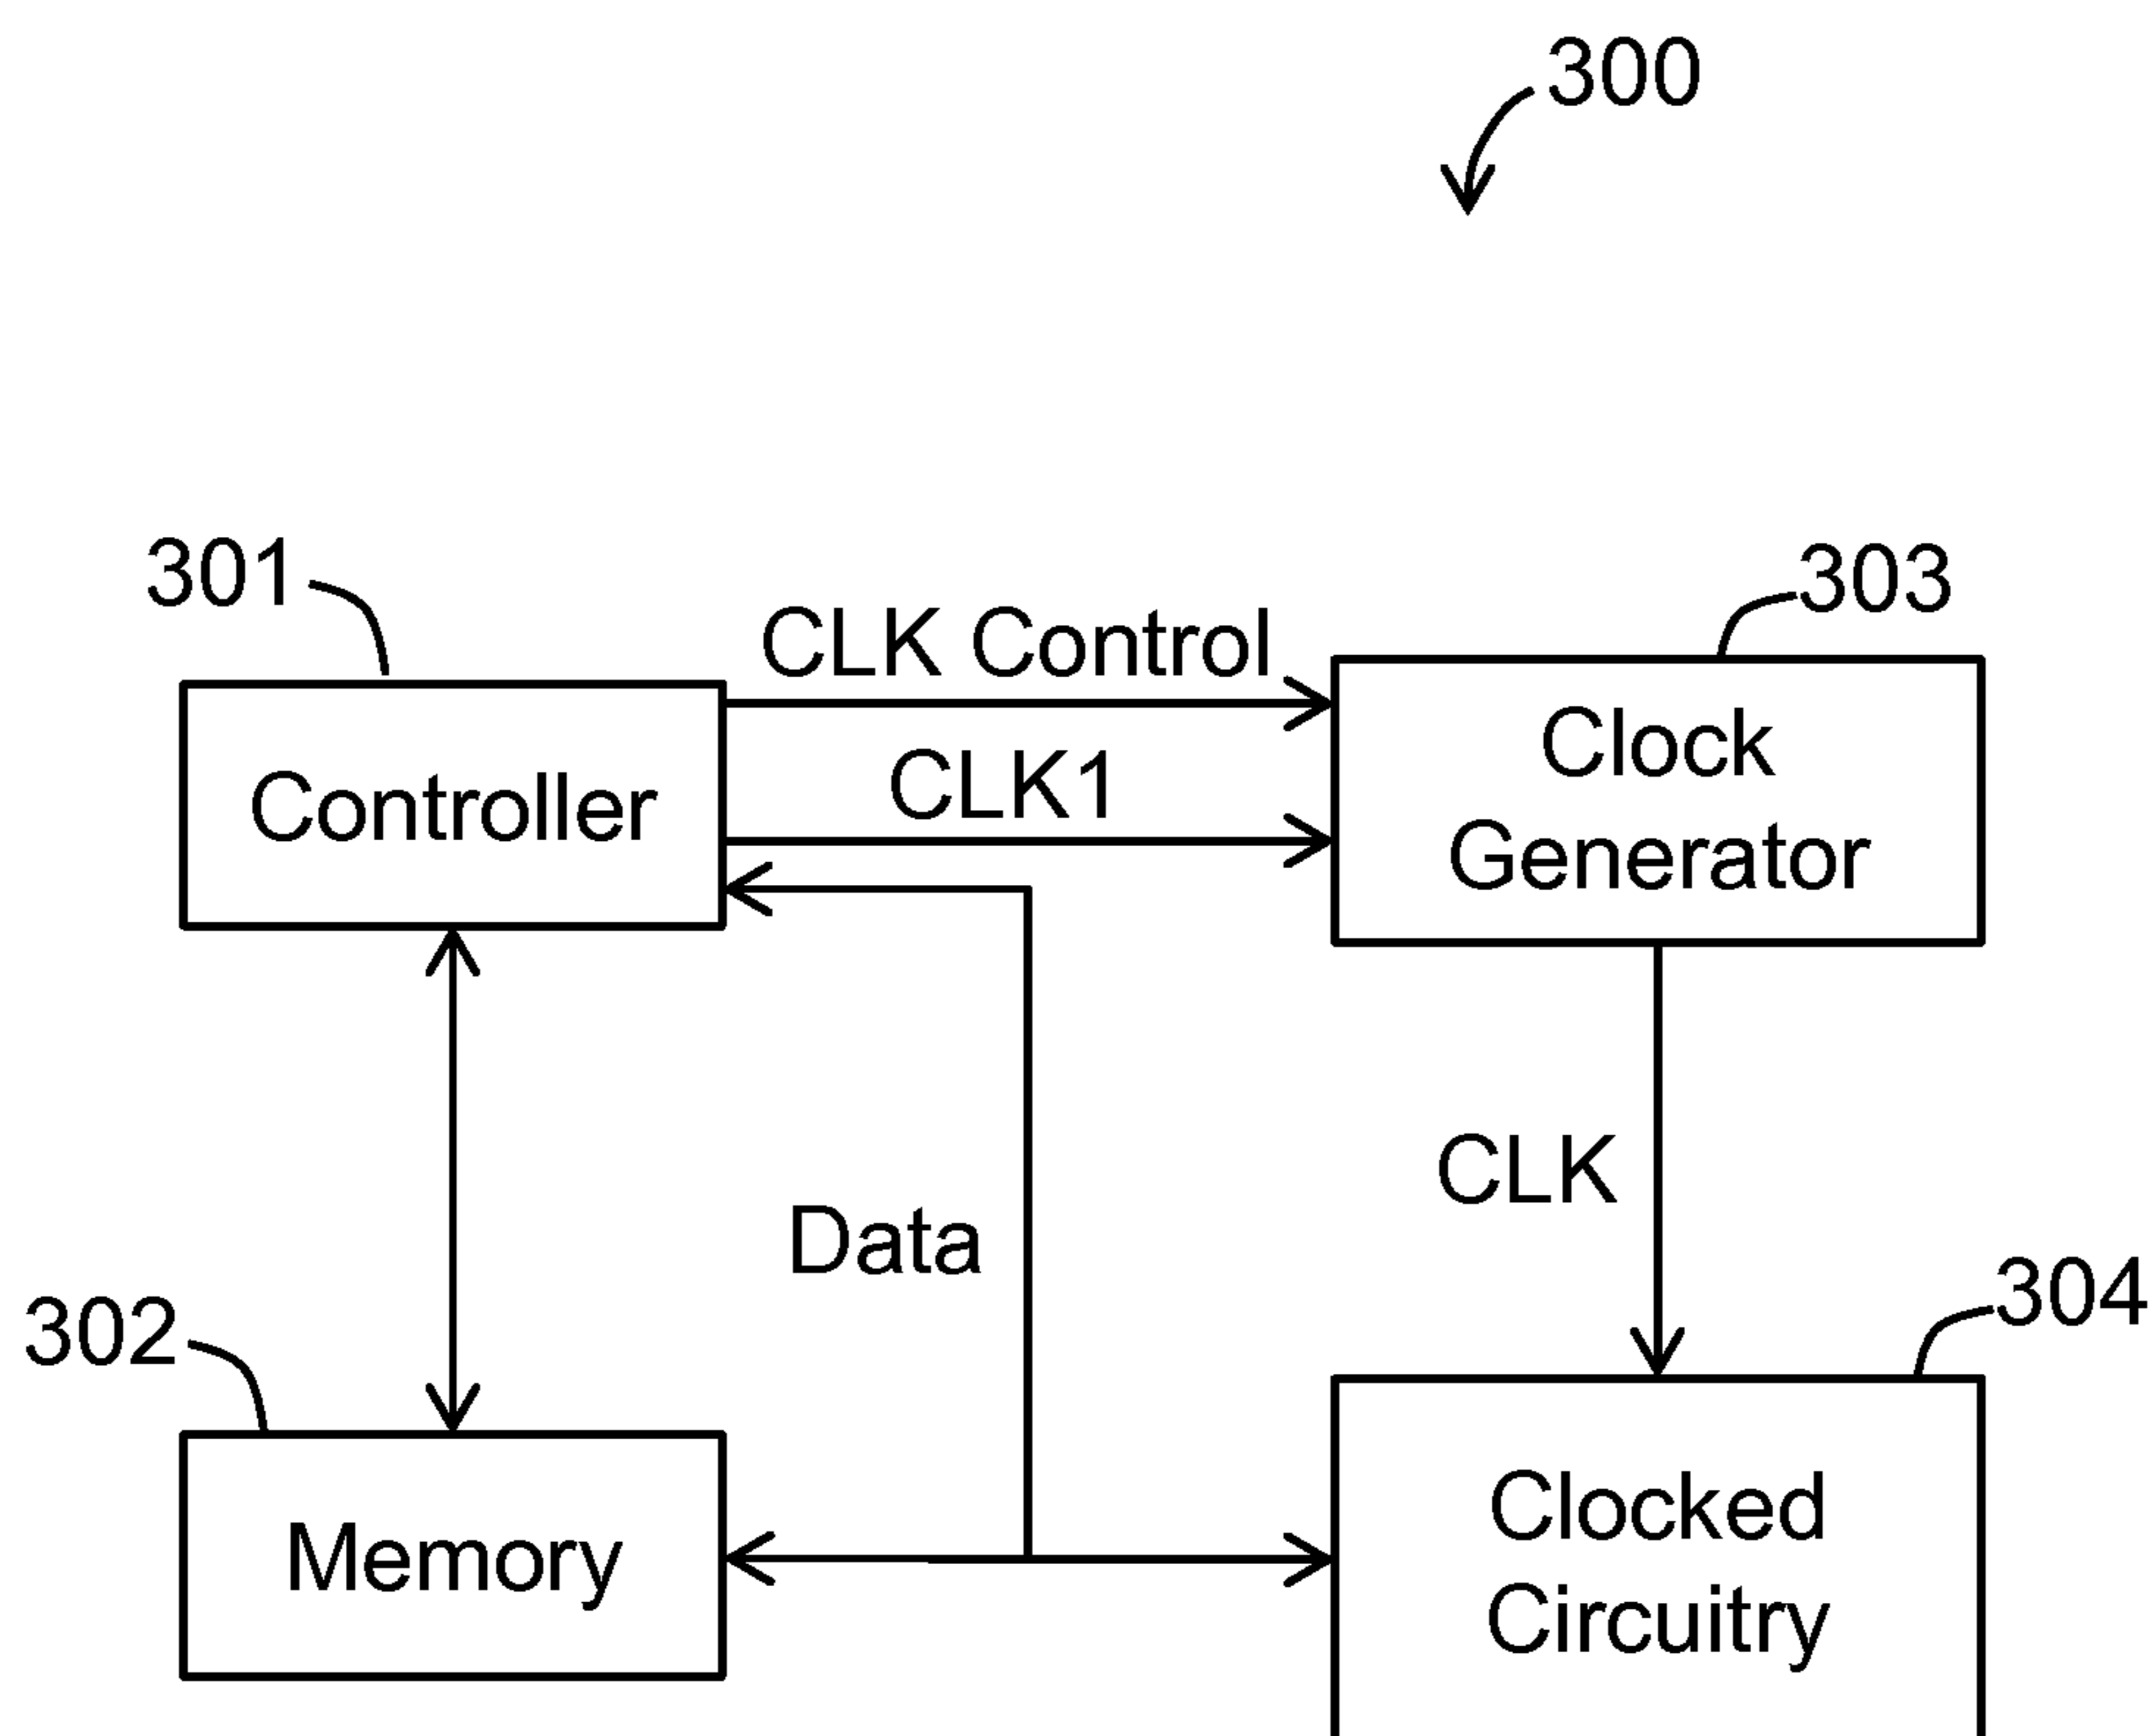 300
301
303
CLK Control
CLK1
Controller
Clock
Generator
CLK
Data
302
304
Memory
Clocked
Circuitry